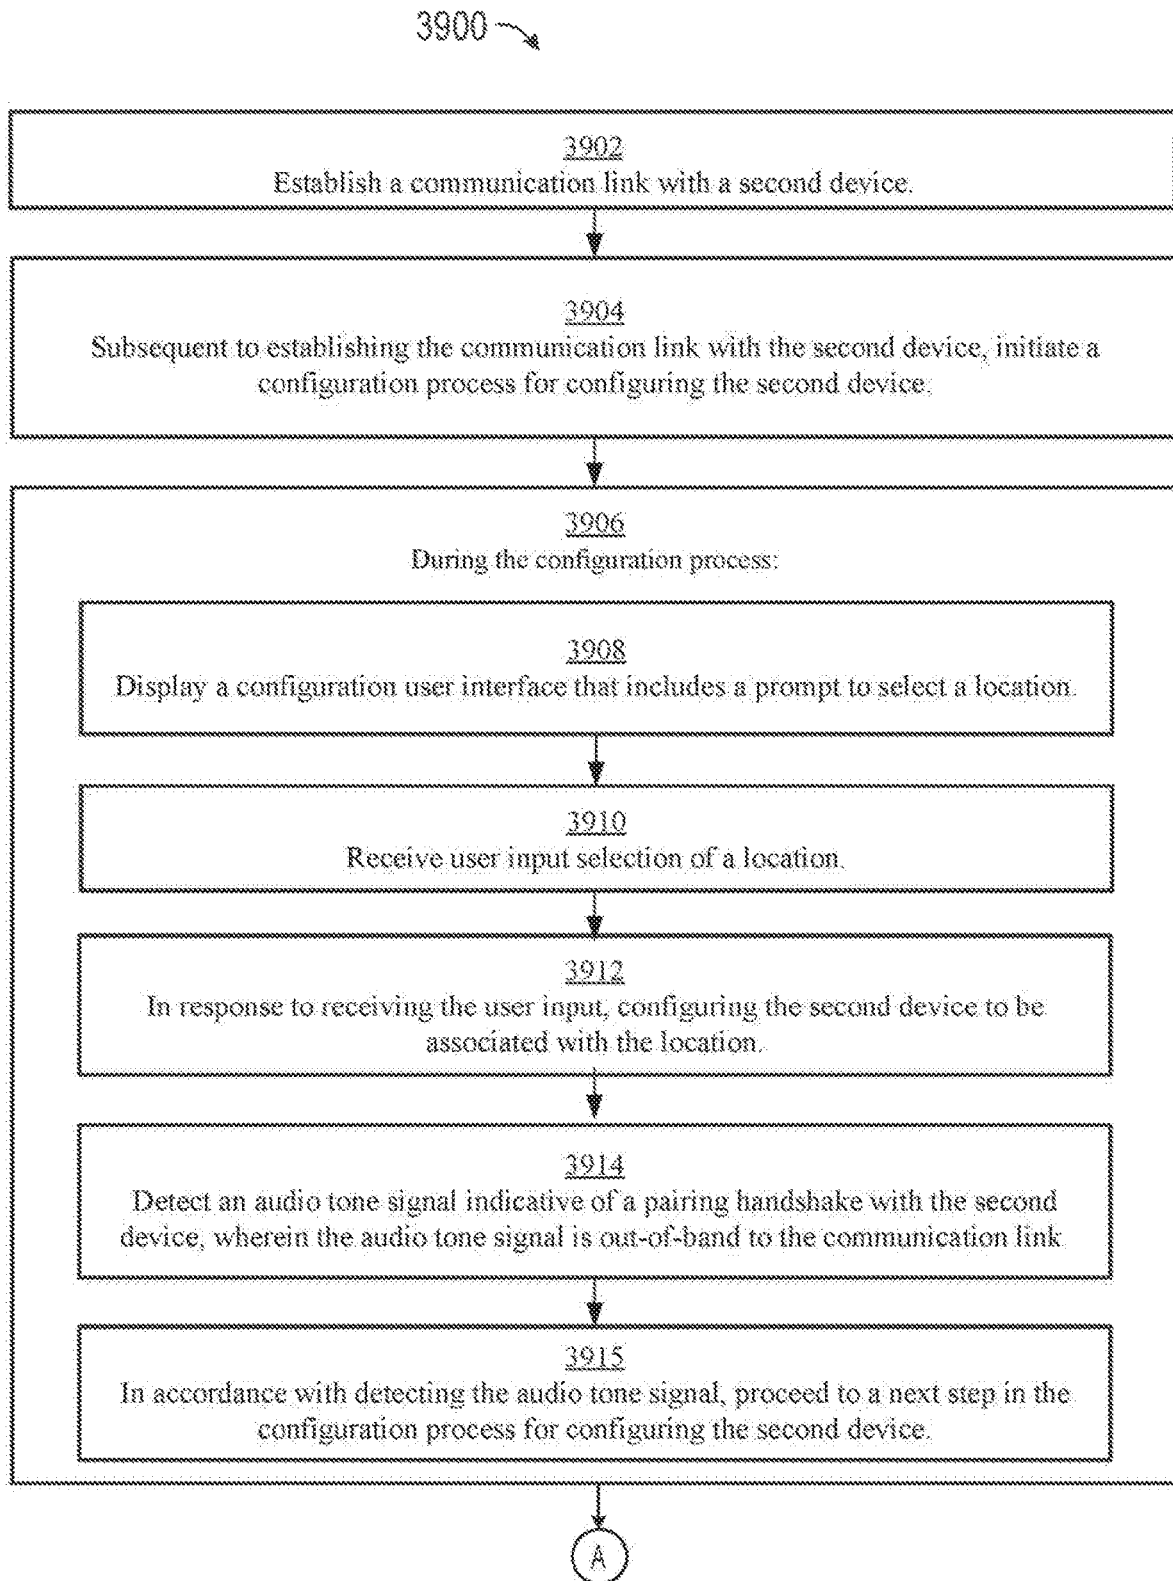 3900
3902
Establish a communication link with a second device.
3904
Subsequent to establishing the communication link with the second device, initiate a
configuration process for configuring the second device.
3906
During the configuration process:
3908
Display a configuration user interface that includes a prompt to select a location.
3910
Receive user input selection of a location.
3912
In response to receiving the user input, configuring the second device to be
associated with the location.
3914
Detect an audio tone signal indicative of a pairing handshake with the second
device, wherein the audio tone signal is out-of-band to the communication link
3915
In accordance with detecting the audio tone signal, proceed to a next step in the
configuration process for configuring the second device.
A